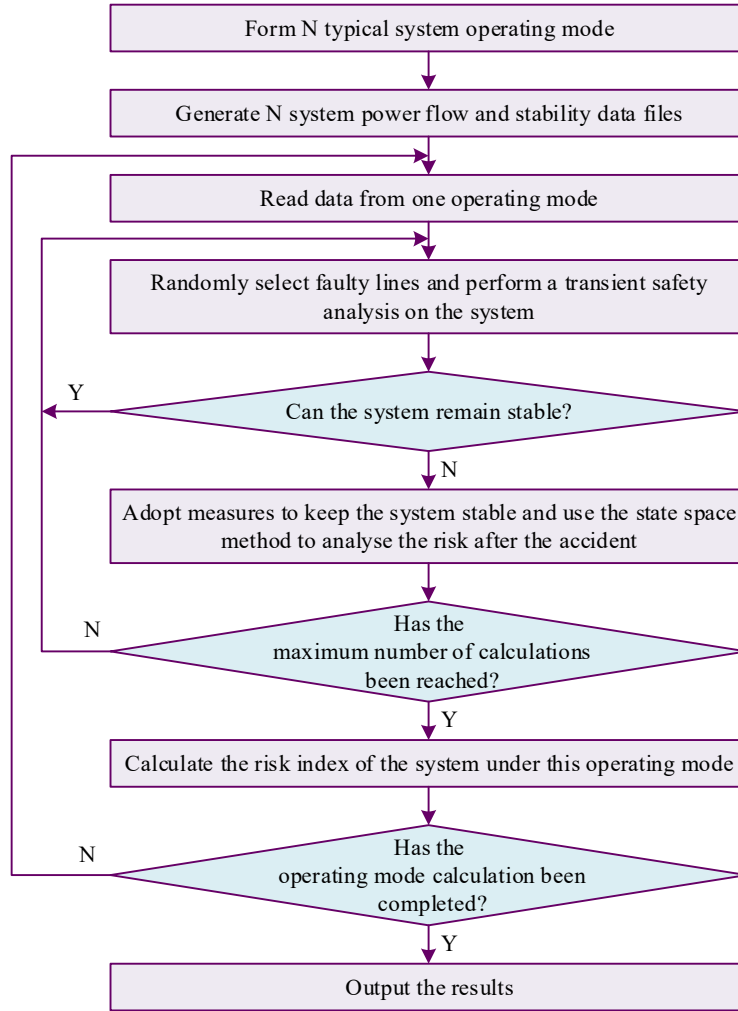 Form N typical system operating mode
Generate N system power flow and stability data files
Read data from one operating mode
Randomly select faulty lines and perform a transient safety
analysis on the system
Y
Can the system remain stable?
N
Adopt measures to keep the system stable and use the state space
method to analyse the risk after the accident
N
Has the
maximum number of calculations
been reached?
Y
Calculate the risk index of the system under this operating mode
N
Has the
operating mode calculation been
completed?
Y
Output the results